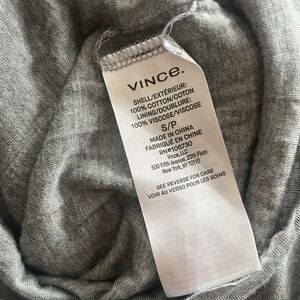 VINCE.
SHELL/EXTÉRIEUR:
100% COTTON/COTON
LINING/DOUBLURE:
100% VISCOSE/VISCOSE
S/P
MADE IN CHINA
FABRIQUÉ EN CHINE
RN#106730
Vince, LLC
500 Fifth Avenue, 20th Floor
New York, NY 10110
SEE REVERSE FOR CARE
VOIR AU VERSO POUR LES SOINS